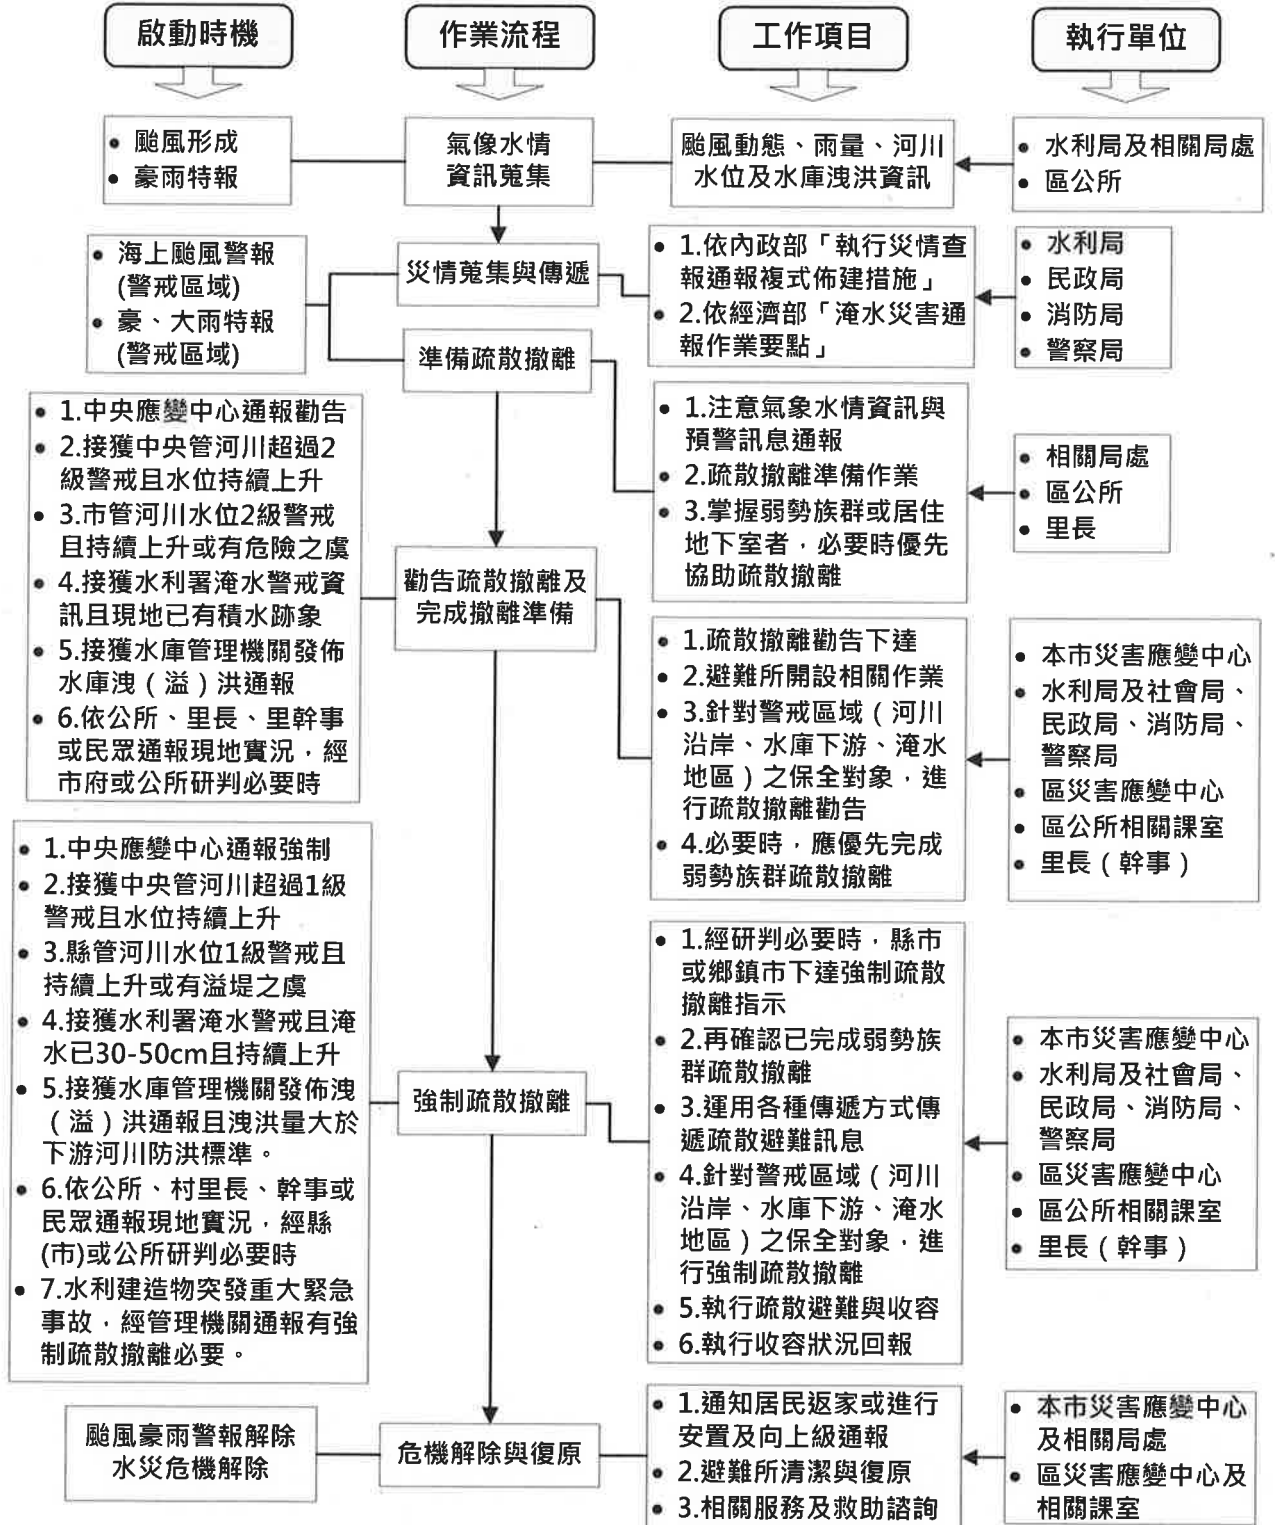 啟動時機
作業流程
工作項目
執行單位
• 颱風形成
• 豪雨特報
氣像水情
資訊蒐集
颱風動態、雨量、河川
水位及水庫洩洪資訊
• 水利局及相關局處
• 區公所
• 海上颱風警報
(警戒區域)
• 豪、大雨特報
(警戒區域)
災情蒐集與傳遞
準備疏散撤離
• 1.依內政部「執行災情查
報通報複式佈建措施」
• 2.依經濟部「淹水災害通
報作業要點」
• 水利局
• 民政局
• 消防局
• 警察局
• 1.注意氣象水情資訊與
預警訊息通報
• 2.疏散撤離準備作業
• 3.掌握弱勢族群或居住
地下室者，必要時優先
協助疏散撤離
• 相關局處
• 區公所
• 里長
• 1.中央應變中心通報勸告
• 2.接獲中央管河川超過2
級警戒且水位持續上升
• 3.市管河川水位2級警戒
且持續上升或有危險之虞
• 4.接獲水利署淹水警戒資
訊且現地已有積水跡象
• 5.接獲水庫管理機關發佈
水庫洩（溢）洪通報
• 6.依公所、里長、里幹事
或民眾通報現地實況，經
市府或公所研判必要時
勸告疏散撤離及
完成撤離準備
• 1.疏散撤離勸告下達
• 2.避難所開設相關作業
• 3.針對警戒區域（河川
沿岸、水庫下游、淹水
地區）之保全對象，進
行疏散撤離勸告
• 4.必要時，應優先完成
弱勢族群疏散撤離
• 本市災害應變中心
• 水利局及社會局、
民政局、消防局、
警察局
• 區災害應變中心
• 區公所相關課室
• 里長（幹事）
• 1.中央應變中心通報強制
• 2.接獲中央管河川超過1級
警戒且水位持續上升
• 3.縣管河川水位1級警戒且
持續上升或有溢堤之虞
• 4.接獲水利署淹水警戒且淹
水已30-50cm且持續上升
• 5.接獲水庫管理機關發佈洩
（溢）洪通報且洩洪量大於
下游河川防洪標準。
• 6.依公所、村里長、幹事或
民眾通報現地實況，經縣
(市)或公所研判必要時
• 7.水利建造物突發重大緊急
事故，經管理機關通報有強
制疏散撤離必要。
強制疏散撤離
• 1.經研判必要時，縣市
或鄉鎮市下達強制疏散
撤離指示
• 2.再確認已完成弱勢族
群疏散撤離
• 3.運用各種傳遞方式傳
遞疏散避難訊息
• 4.針對警戒區域（河川
沿岸、水庫下游、淹水
地區）之保全對象，進
行強制疏散撤離
• 5.執行疏散避難與收容
• 6.執行收容狀況回報
• 本市災害應變中心
• 水利局及社會局、
民政局、消防局、
警察局
• 區災害應變中心
• 區公所相關課室
• 里長（幹事）
颱風豪雨警報解除
水災危機解除
危機解除與復原
• 1.通知居民返家或進行
安置及向上級通報
• 2.避難所清潔與復原
• 3.相關服務及救助諮詢
• 本市災害應變中心
及相關局處
• 區災害應變中心及
相關課室